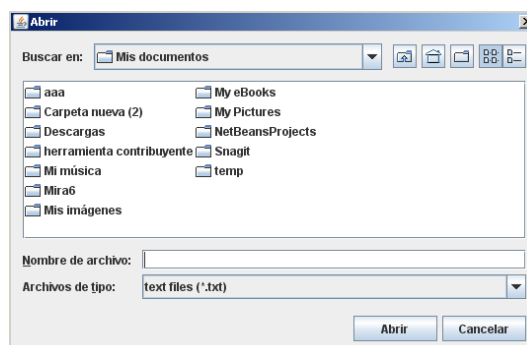 Abrir
Buscar en: Mis documentos
aaa
Carpeta nueva (2)
Descargas
herramienta contribuyente
Mi música
Mira6
Mis imágenes
My eBooks
My Pictures
NetBeansProjects
Snagit
temp
Nombre de archivo:
Archivos de tipo: text files (*.txt)
Abrir Cancelar